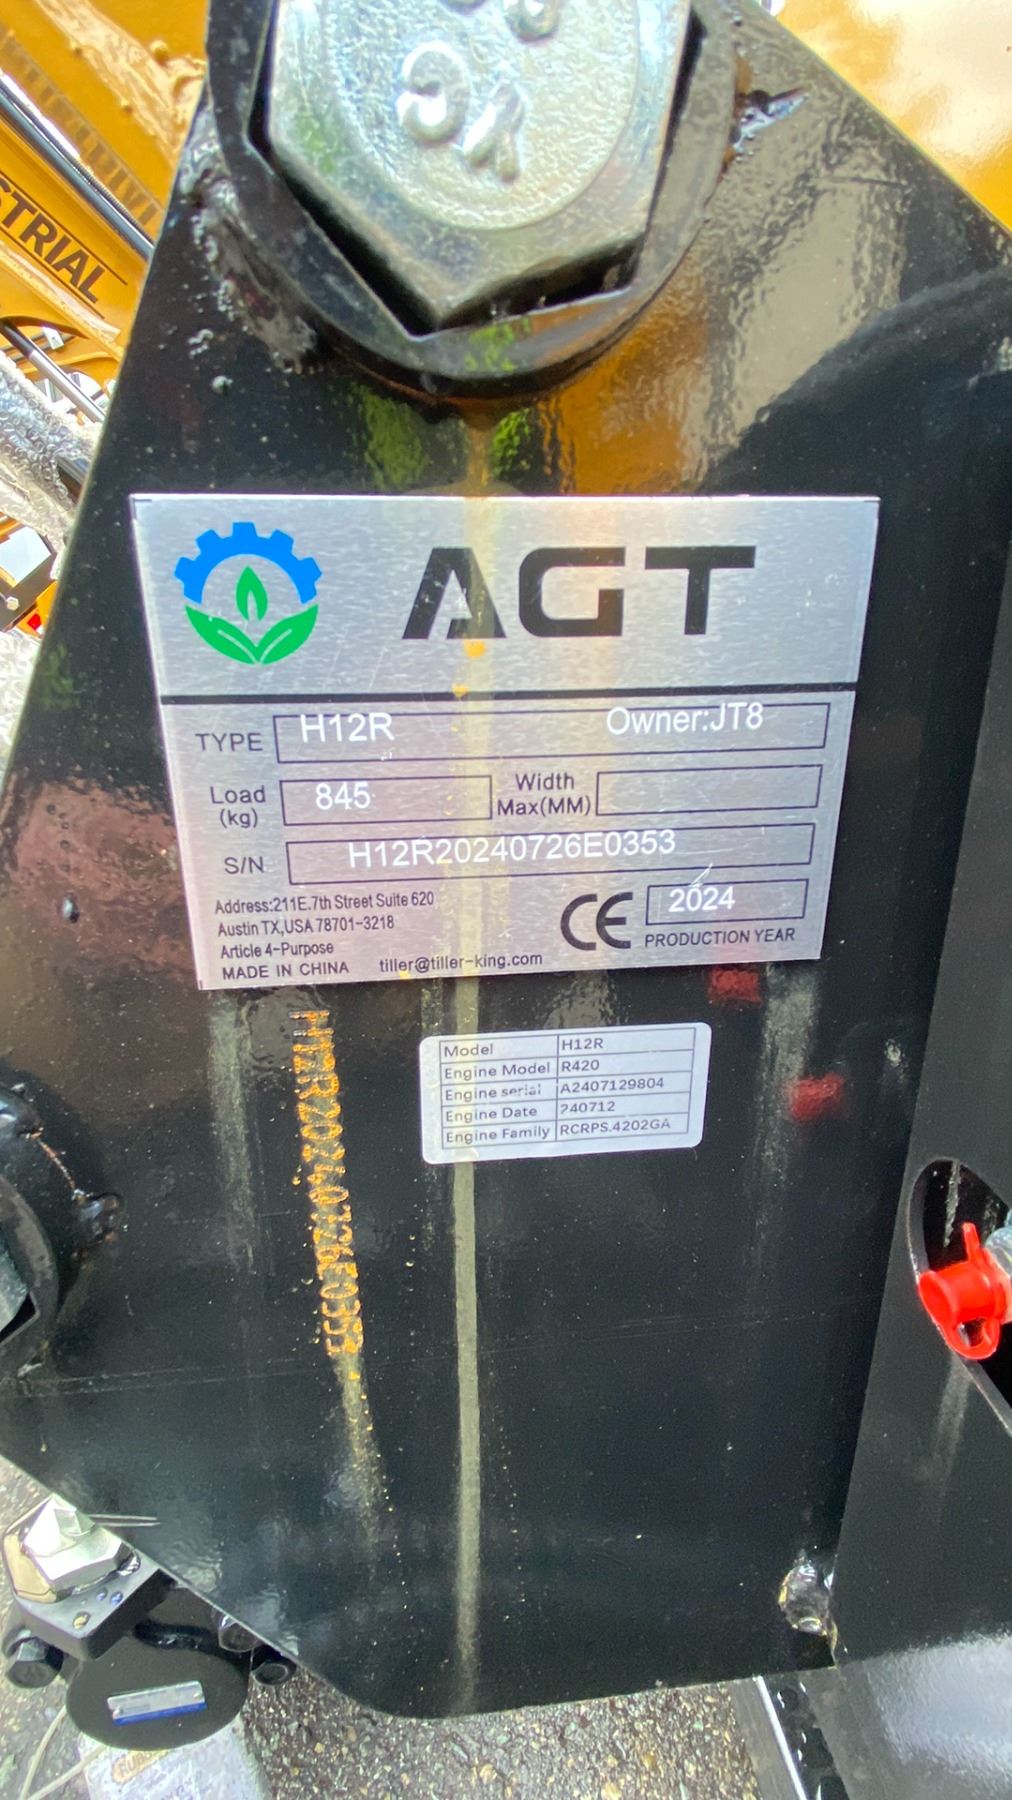 STRIAL
AGT
TYPE H12R Owner:JT8
Load (kg) 845 Width Max(MM)
S/N H12R20240726E0353
Address:211E.7th Street Suite 620
Austin TX,USA 78701-3218
Article 4-Purpose
MADE IN CHINA tiller@tiller-king.com
CE 2024
PRODUCTION YEAR
H12R20240726E0353
Model H12R
Engine Model R420
Engine serial A2407129804
Engine Date 240712
Engine Family RCRPS.4202GA